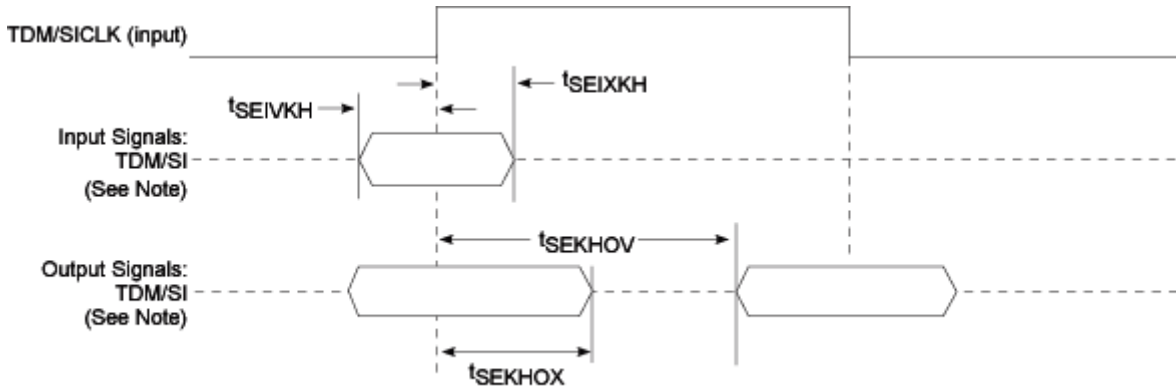 TDM/SICLK (input)
tSEIXKH
tSEIVKH
Input Signals:
TDM/SI
(See Note)
tSEKHOV
Output Signals:
TDM/SI
(See Note)
tSEKHOX